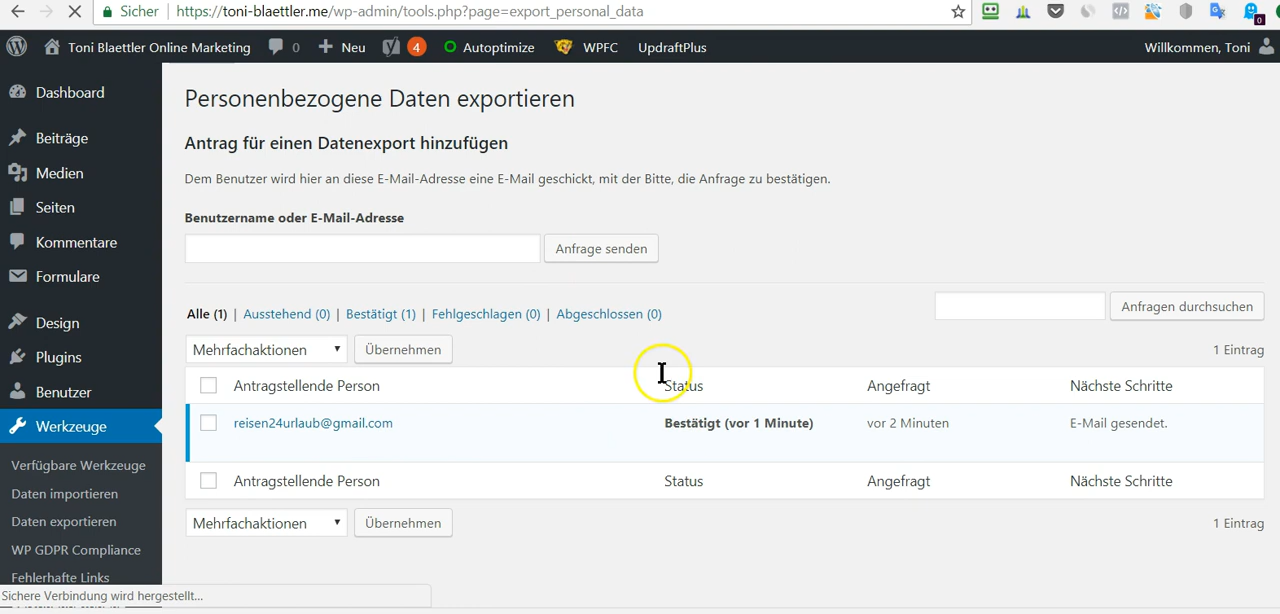 Sicher https://toni-blaettler.me/wp-admin/tools.php?page=export_personal_data
0
Toni Blaettler Online Marketing 0 Neu 4 Autoptimize WPFC UpdraftPlus Willkommen, Toni
Dashboard
Beiträge
Medien
Seiten
Kommentare
Formulare
Design
Plugins
Benutzer
Werkzeuge
Verfügbare Werkzeuge
Daten importieren
Daten exportieren
WP GDPR Compliance
Fehlerhafte Links
Sichere Verbindung wird hergestellt...
Personenbezogene Daten exportieren
Antrag für einen Datenexport hinzufügen
Dem Benutzer wird hier an diese E-Mail-Adresse eine E-Mail geschickt, mit der Bitte, die Anfrage zu bestätigen.
Benutzername oder E-Mail-Adresse
Anfrage senden
Alle (1) | Ausstehend (0) | Bestätigt (1) | Fehlgeschlagen (0) | Abgeschlossen (0)
Anfragen durchsuchen
Mehrfachaktionen Übernehmen 1 Eintrag
Antragstellende Person Status Angefragt Nächste Schritte
reisen24urlaub@gmail.com Bestätigt (vor 1 Minute) vor 2 Minuten E-Mail gesendet.
Antragstellende Person Status Angefragt Nächste Schritte
Mehrfachaktionen Übernehmen 1 Eintrag